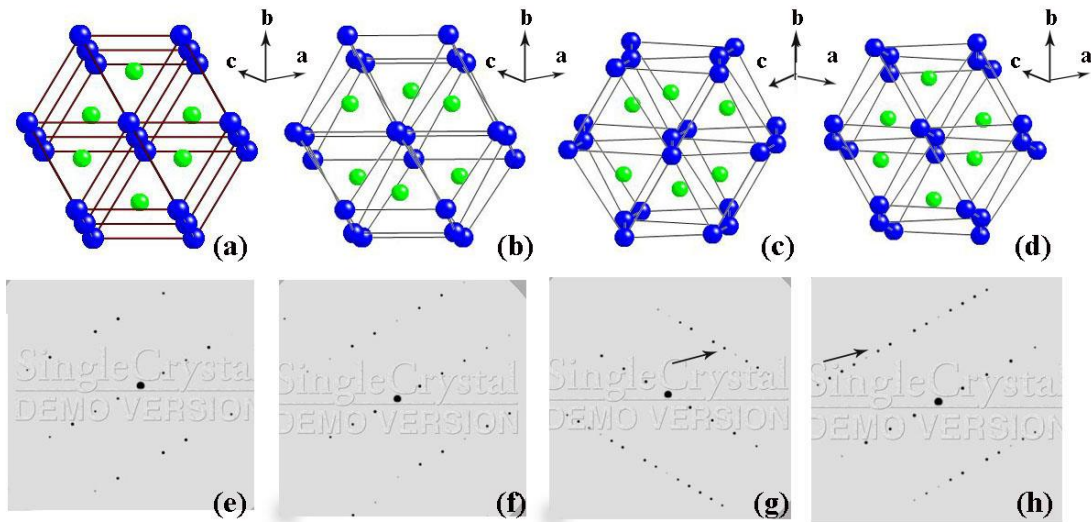 b b b b
a c a c a c a c
(a) (b) (c) (d)
SingleCrystal SingleCrystal SingleCrystal SingleCrystal
DEMO VERSION DEMO VERSION DEMO VERSION DEMO VERSION
(e) (f) (g) (h)